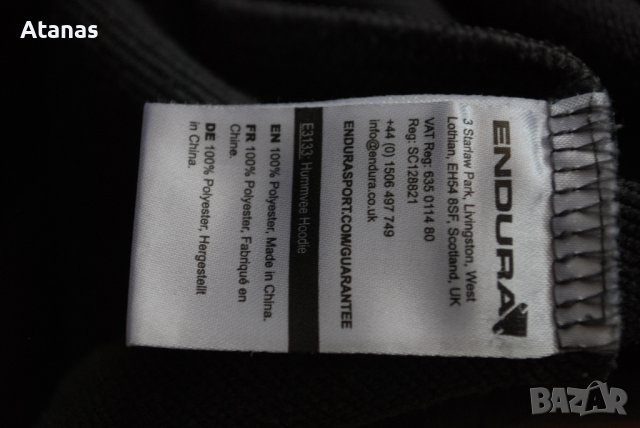 Atanas
ENDURA
3 Starlaw Park, Livingston, West
Lothian, EH54 8SF, Scotland, UK
VAT Reg: 635 0114 80
Reg: SC128821
+44 (0) 1506 497 749
info@endura.co.uk
ENDURASPORT.COM/GUARANTEE
E3133: Hummvee Hoodie
EN 100% Polyester, Made in China.
FR 100% Polyester, Fabriqué en
Chine.
DE 100% Polyester, Hergestellt
in China.
BAZAR.bg